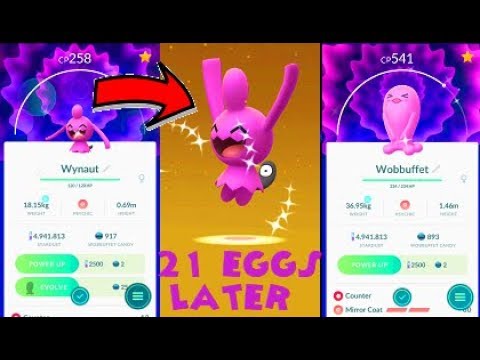 CP258
Wynaut
18.15kg
WEIGHT
PSYCHIC
0.69m
HEIGHT
4.941.813
STARDUST
917
WOBBUFFET CANDY
POWER UP
2500
2
EVOLVE
25
Counter
21 EGGS
LATER
CP541
Wobbuffet
36.95kg
WEIGHT
PSYCHIC
1.46m
HEIGHT
4.941.813
STARDUST
893
WOBBUFFET CANDY
POWER UP
2500
2
Counter
Mirror Coat